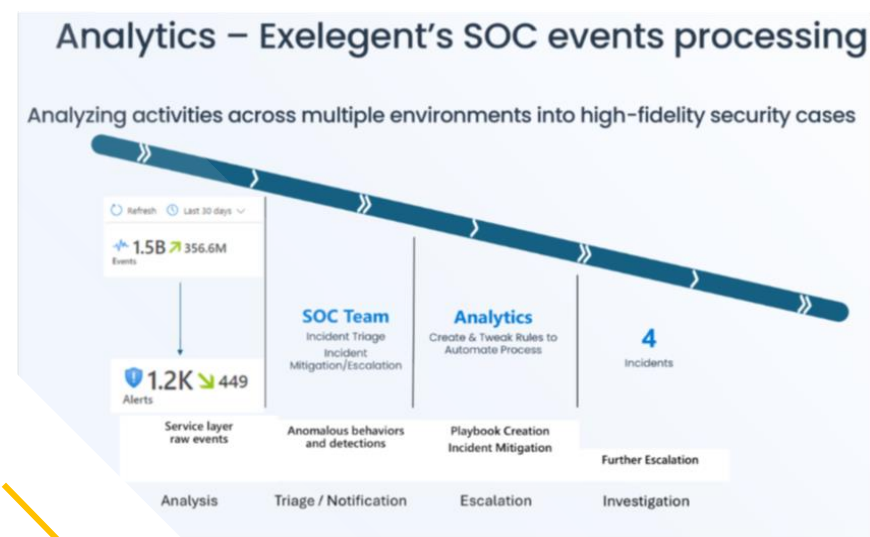 Analytics – Exelegent's SOC events processing
Analyzing activities across multiple environments into high-fidelity security cases
Refresh Last 30 days
1.5B 356.6M
Events
1.2K 449
Alerts
Service layer
raw events
Analysis
SOC Team
Incident Triage
Incident
Mitigation/Escalation
Anomalous behaviors
and detections
Triage / Notification
Analytics
Create & Tweak Rules to
Automate Process
Playbook Creation
Incident Mitigation
Escalation
4
Incidents
Further Escalation
Investigation